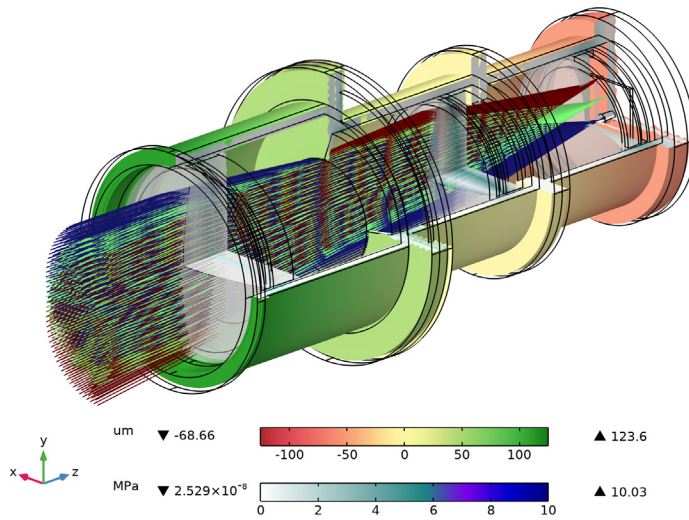 um ▼ -68.66 ▲ 123.6
-100 -50 0 50 100
y
x z
MPa ▼ 2.529×10⁻⁸ ▲ 10.03
0 2 4 6 8 10